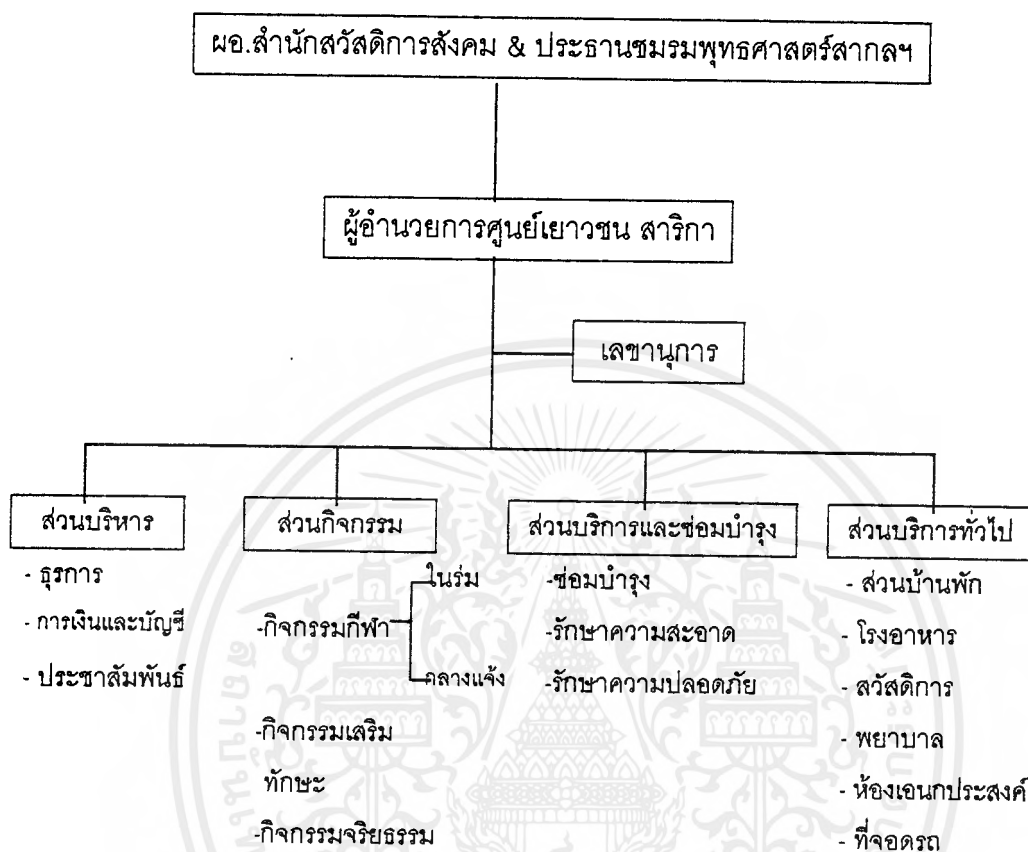 ผอ.สำนักสวัสดิการสังคม & ประธานชมรมพุทธศาสตร์สากลฯ
ผู้อำนวยการศูนย์เยาวชน สาริกา
เลขานุการ
ส่วนบริหาร
- ธุรการ
- การเงินและบัญชี
- ประชาสัมพันธ์
ส่วนกิจกรรม
ในร่ม
-กิจกรรมกีฬา
กลางแจ้ง
-กิจกรรมเสริม
ทักษะ
-กิจกรรมจริยธรรม
ส่วนบริการและซ่อมบำรุง
-ซ่อมบำรุง
-รักษาความสะอาด
-รักษาความปลอดภัย
ส่วนบริการทั่วไป
- ส่วนบ้านพัก
- โรงอาหาร
- สวัสดิการ
- พยาบาล
- ห้องเอนกประสงค์
- ที่จอดรถ